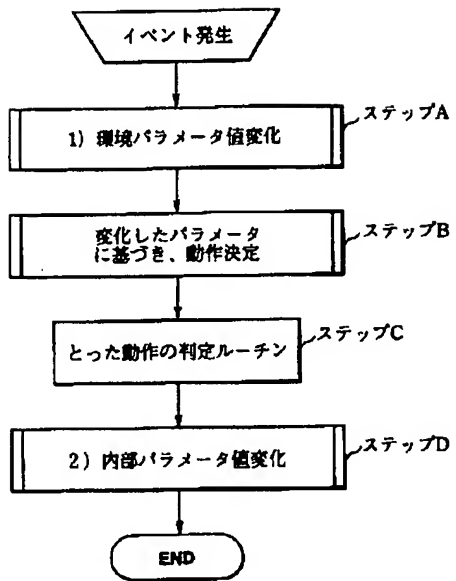 イベント発生
1) 環境パラメータ値変化
ステップA
変化したパラメータ
に基づき、動作決定
ステップB
とった動作の判定ルーチン
ステップC
2) 内部パラメータ値変化
ステップD
END